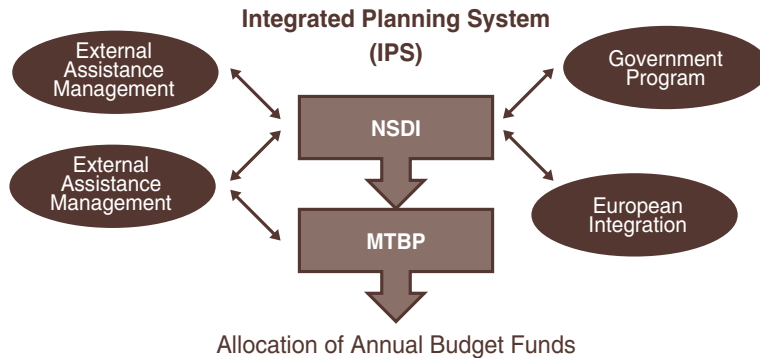 Integrated Planning System
(IPS)
External
Assistance
Management
Government
Program
NSDI
External
Assistance
Management
European
Integration
MTBP
Allocation of Annual Budget Funds